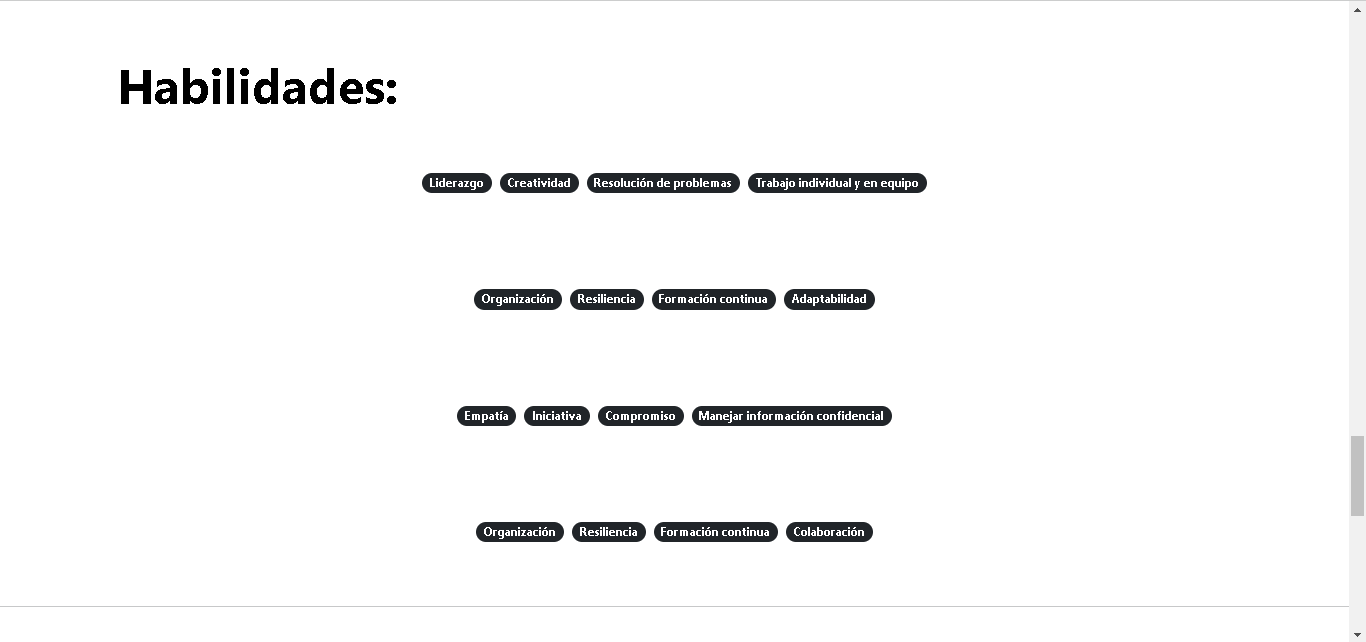 Habilidades:
Liderazgo Creatividad Resolución de problemas Trabajo individual y en equipo
Organización Resiliencia Formación continua Adaptabilidad
Empatía Iniciativa Compromiso Manejar información confidencial
Organización Resiliencia Formación continua Colaboración